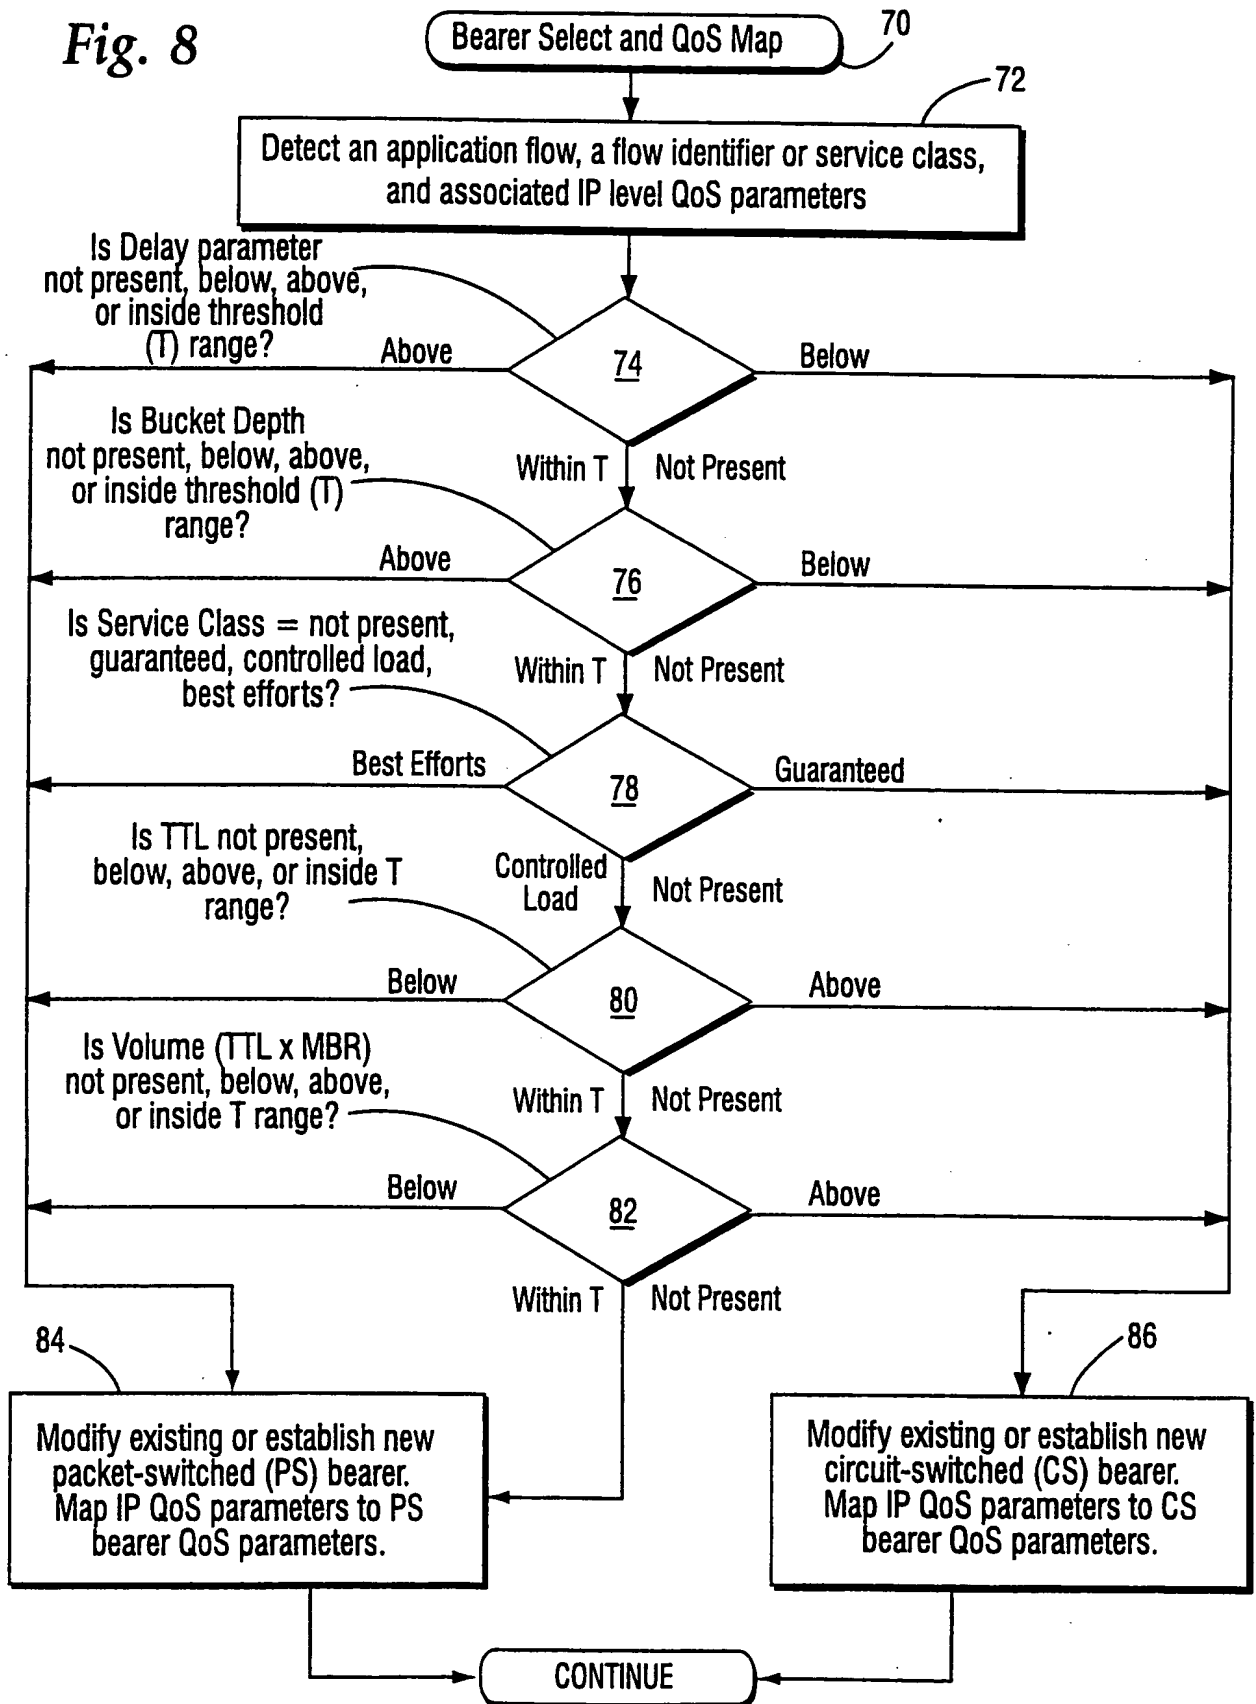 Fig. 8
Bearer Select and QoS Map
70
72
Detect an application flow, a flow identifier or service class,
and associated IP level QoS parameters
Is Delay parameter
not present, below, above,
or inside threshold
(T) range?
Above
74
Below
Within T
Not Present
Is Bucket Depth
not present, below, above,
or inside threshold (T)
range?
Above
76
Below
Within T
Not Present
Is Service Class = not present,
guaranteed, controlled load,
best efforts?
Best Efforts
78
Guaranteed
Controlled
Load
Not Present
Is TTL not present,
below, above, or inside T
range?
Below
80
Above
Within T
Not Present
Is Volume (TTL x MBR)
not present, below, above,
or inside T range?
Below
82
Above
Within T
Not Present
84
Modify existing or establish new
packet-switched (PS) bearer.
Map IP QoS parameters to PS
bearer QoS parameters.
86
Modify existing or establish new
circuit-switched (CS) bearer.
Map IP QoS parameters to CS
bearer QoS parameters.
CONTINUE